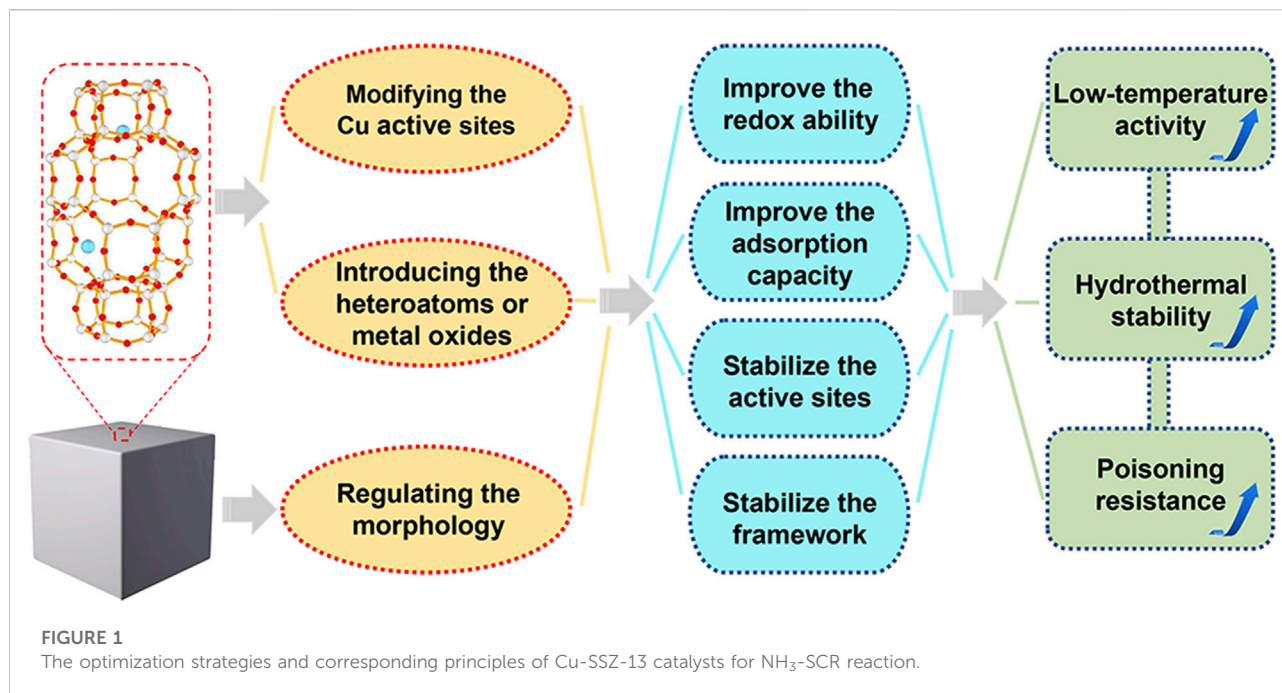 Modifying the
Cu active sites
Introducing the
heteroatoms or
metal oxides
Regulating the
morphology
Improve the
redox ability
Improve the
adsorption
capacity
Stabilize the
active sites
Stabilize the
framework
Low-temperature
activity
Hydrothermal
stability
Poisoning
resistance
FIGURE 1
The optimization strategies and corresponding principles of Cu-SSZ-13 catalysts for NH₃-SCR reaction.